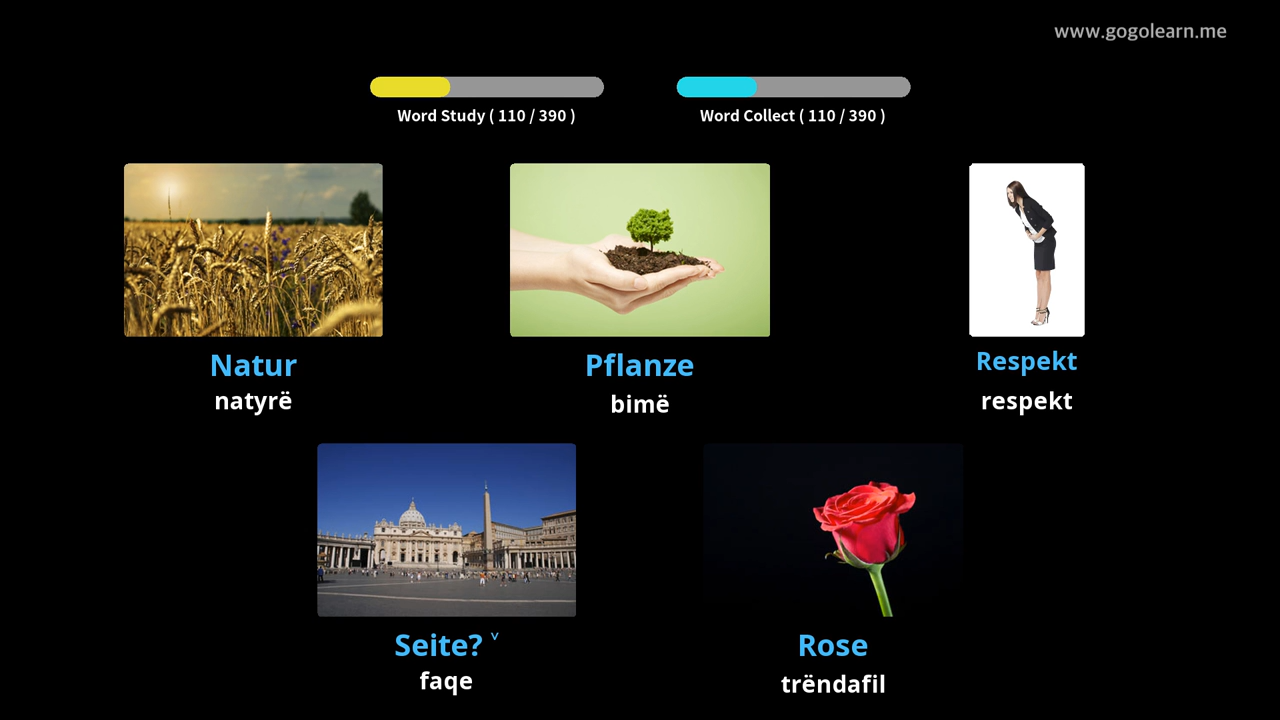 www.gogolearn.me
Word Study ( 110 / 390 )
Word Collect ( 110 / 390 )
Natur
natyrë
Pflanze
bimë
Respekt
respekt
Seite? ˅
faqe
Rose
trëndafil